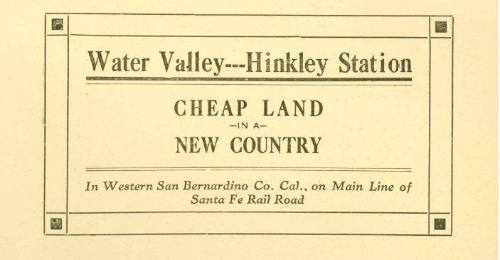 Water Valley---Hinkley Station
CHEAP LAND
—IN A—
NEW COUNTRY
In Western San Bernardino Co. Cal., on Main Line of
Santa Fe Rail Road